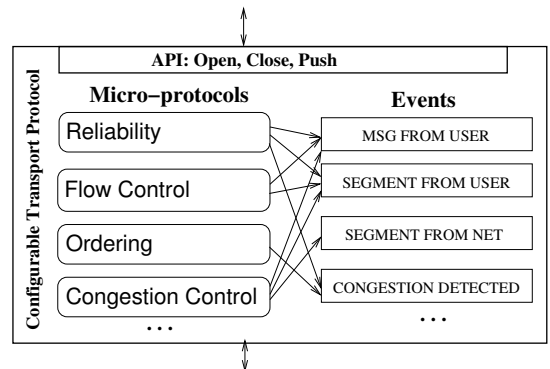 API: Open, Close, Push
Configurable Transport Protocol
Micro-protocols
Reliability
Flow Control
Ordering
Congestion Control
...
Events
MSG FROM USER
SEGMENT FROM USER
SEGMENT FROM NET
CONGESTION DETECTED
...